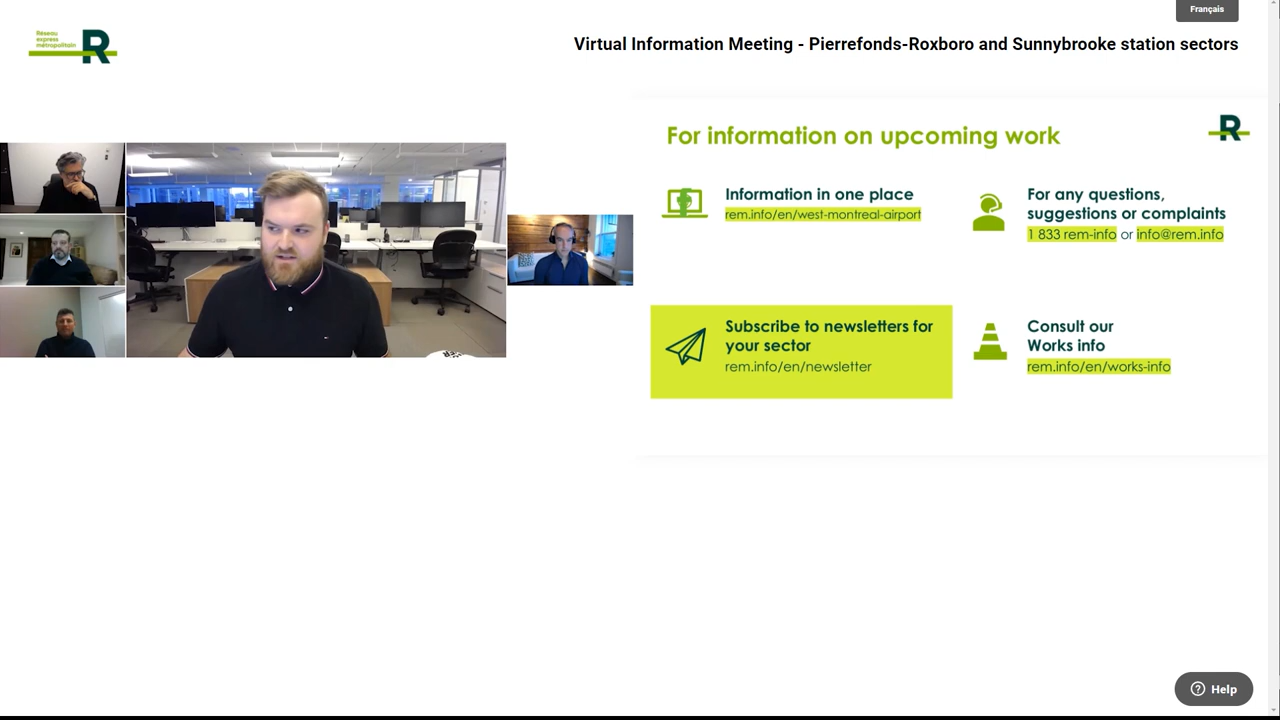 Français
Réseau
express
métropolitain
R
Virtual Information Meeting - Pierrefonds-Roxboro and Sunnybrooke station sectors
For information on upcoming work
R
Information in one place
rem.info/en/west-montreal-airport
For any questions,
suggestions or complaints
1 833 rem-info or info@rem.info
Subscribe to newsletters for
your sector
rem.info/en/newsletter
Consult our
Works info
rem.info/en/works-info
Help